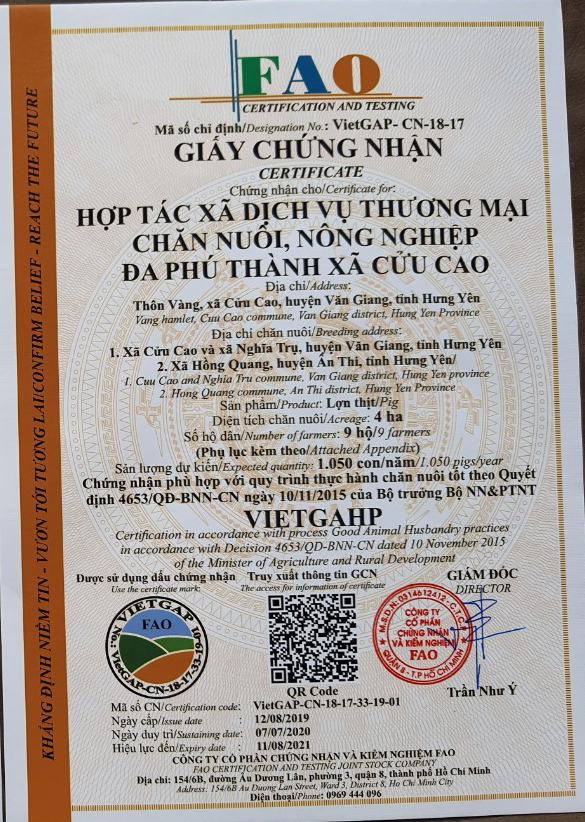 KHẲNG ĐỊNH NIỀM TIN - VƯƠN TỚI TƯƠNG LAI/CONFIRM BELIEF - REACH THE FUTURE
FAO
CERTIFICATION AND TESTING
Mã số chỉ định/Designation No.: VietGAP- CN-18-17
GIẤY CHỨNG NHẬN
CERTIFICATE
Chứng nhận cho/Certificate for:
HỢP TÁC XÃ DỊCH VỤ THƯƠNG MẠI
CHĂN NUÔI, NÔNG NGHIỆP
ĐA PHÚ THÀNH XÃ CỬU CAO
Địa chỉ/Address:
Thôn Vàng, xã Cửu Cao, huyện Văn Giang, tỉnh Hưng Yên
Vang hamlet, Cuu Cao commune, Van Giang district, Hung Yen Province
Địa chỉ chăn nuôi/Breeding address:
1. Xã Cửu Cao và xã Nghĩa Trụ, huyện Văn Giang, tỉnh Hưng Yên
2. Xã Hồng Quang, huyện Ân Thi, tỉnh Hưng Yên/
1. Cuu Cao and Nghia Tru commune, Van Giang district, Hung Yen province
2. Hong Quang commune, An Thi district, Hung Yen Province
Sản phẩm/Product: Lợn thịt/Pig
Diện tích chăn nuôi/Acreage: 4 ha
Số hộ dân/Number of farmers: 9 hộ/9 farmers
(Phụ lục kèm theo/Attached Appendix)
Sản lượng dự kiến/Expected quantity: 1.050 con/năm/1.050 pigs/year
Chứng nhận phù hợp với quy trình thực hành chăn nuôi tốt theo Quyết
định 4653/QĐ-BNN-CN ngày 10/11/2015 của Bộ trưởng Bộ NN&PTNT
VIETGAHP
Certification in accordance with process Good Animal Husbandry practices
in accordance with Decision 4653/QD-BNN-CN dated 10 November 2015
of the Minister of Agriculture and Rural Development
Được sử dụng dấu chứng nhận
Use the certificate mark:
Truy xuất thông tin GCN
The access for information of certificate
GIÁM ĐỐC
DIRECTOR
VIETGAP
FAO
No.: VietGAP-CN-18-17-33-19-01
QR Code
M.S.D.N: 0314612412-C.T.C.P
CÔNG TY
CỔ PHẦN
CHỨNG NHẬN
VÀ KIỂM NGHIỆM
FAO
QUẬN 8 - T.P HỒ CHÍ MINH
Trần Như Ý
Mã số CN/Certification code: VietGAP-CN-18-17-33-19-01
Ngày cấp/Issue date : 12/08/2019
Ngày duy trì/Sustaining date: 07/07/2020
Hiệu lực đến/Expiry date : 11/08/2021
CÔNG TY CỔ PHẦN CHỨNG NHẬN VÀ KIỂM NGHIỆM FAO
FAO CERTIFICATION AND TESTING JOINT STOCK COMPANY
Địa chỉ: 154/6B, đường Âu Dương Lân, phường 3, quận 8, thành phố Hồ Chí Minh
Address: 154/6B Au Duong Lan Street, Ward 3, District 8, Ho Chi Minh City
Điện thoại/Phone: 0969 444 096